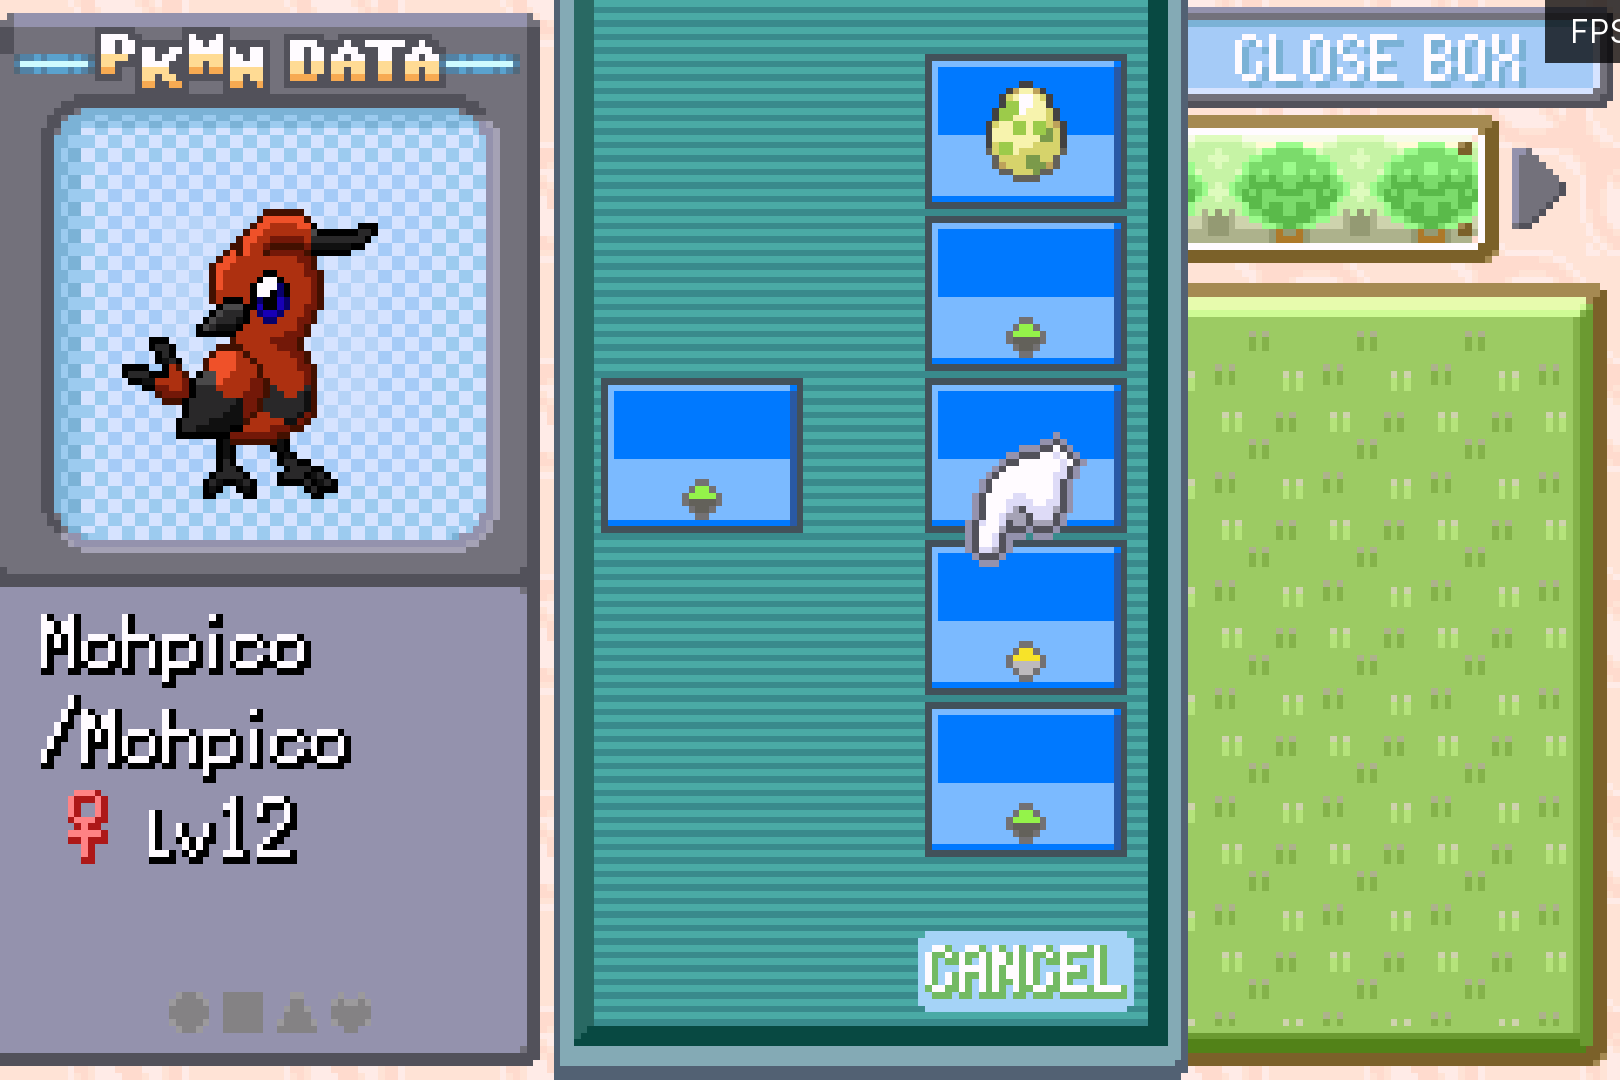 PKMN DATA
Mohpico
/Mohpico
♀ Lv12
CANCEL
CLOSE BOX
FPS